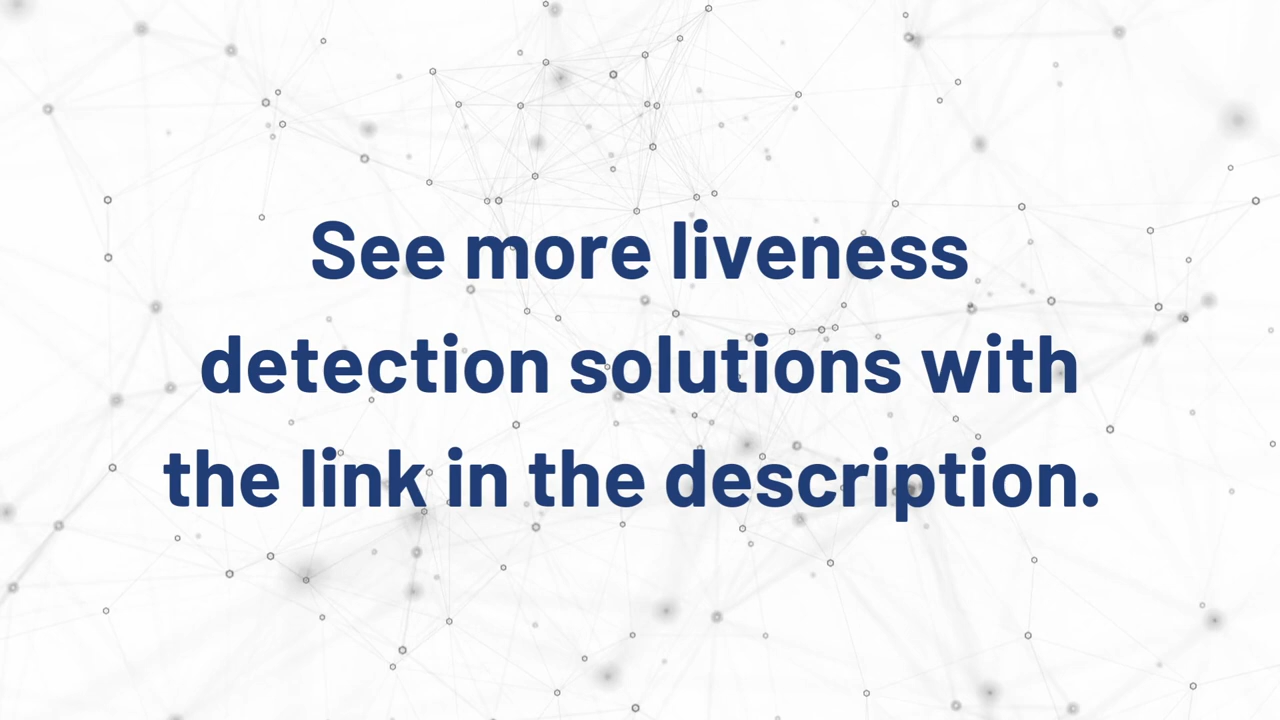 See more liveness
detection solutions with
the link in the description.